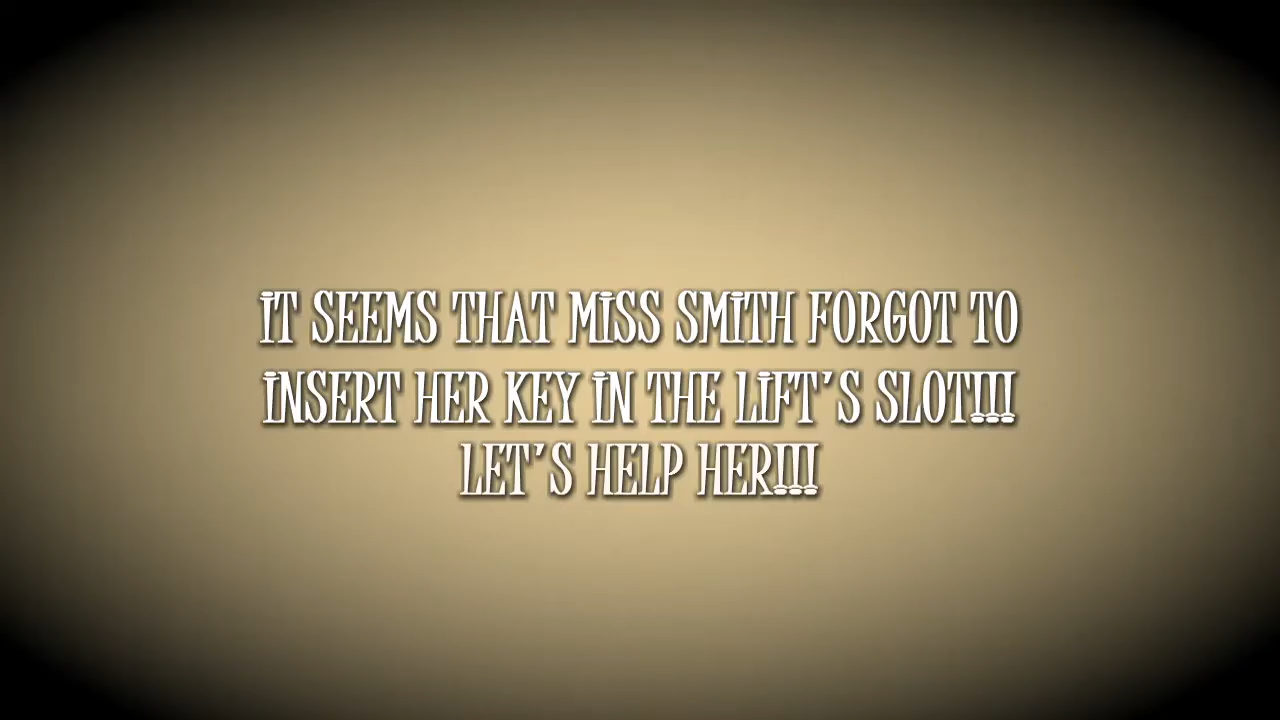 IT SEEMS THAT MISS SMITH FORGOT TO
INSERT HER KEY IN THE LIFT'S SLOT!!!
LET'S HELP HER!!!